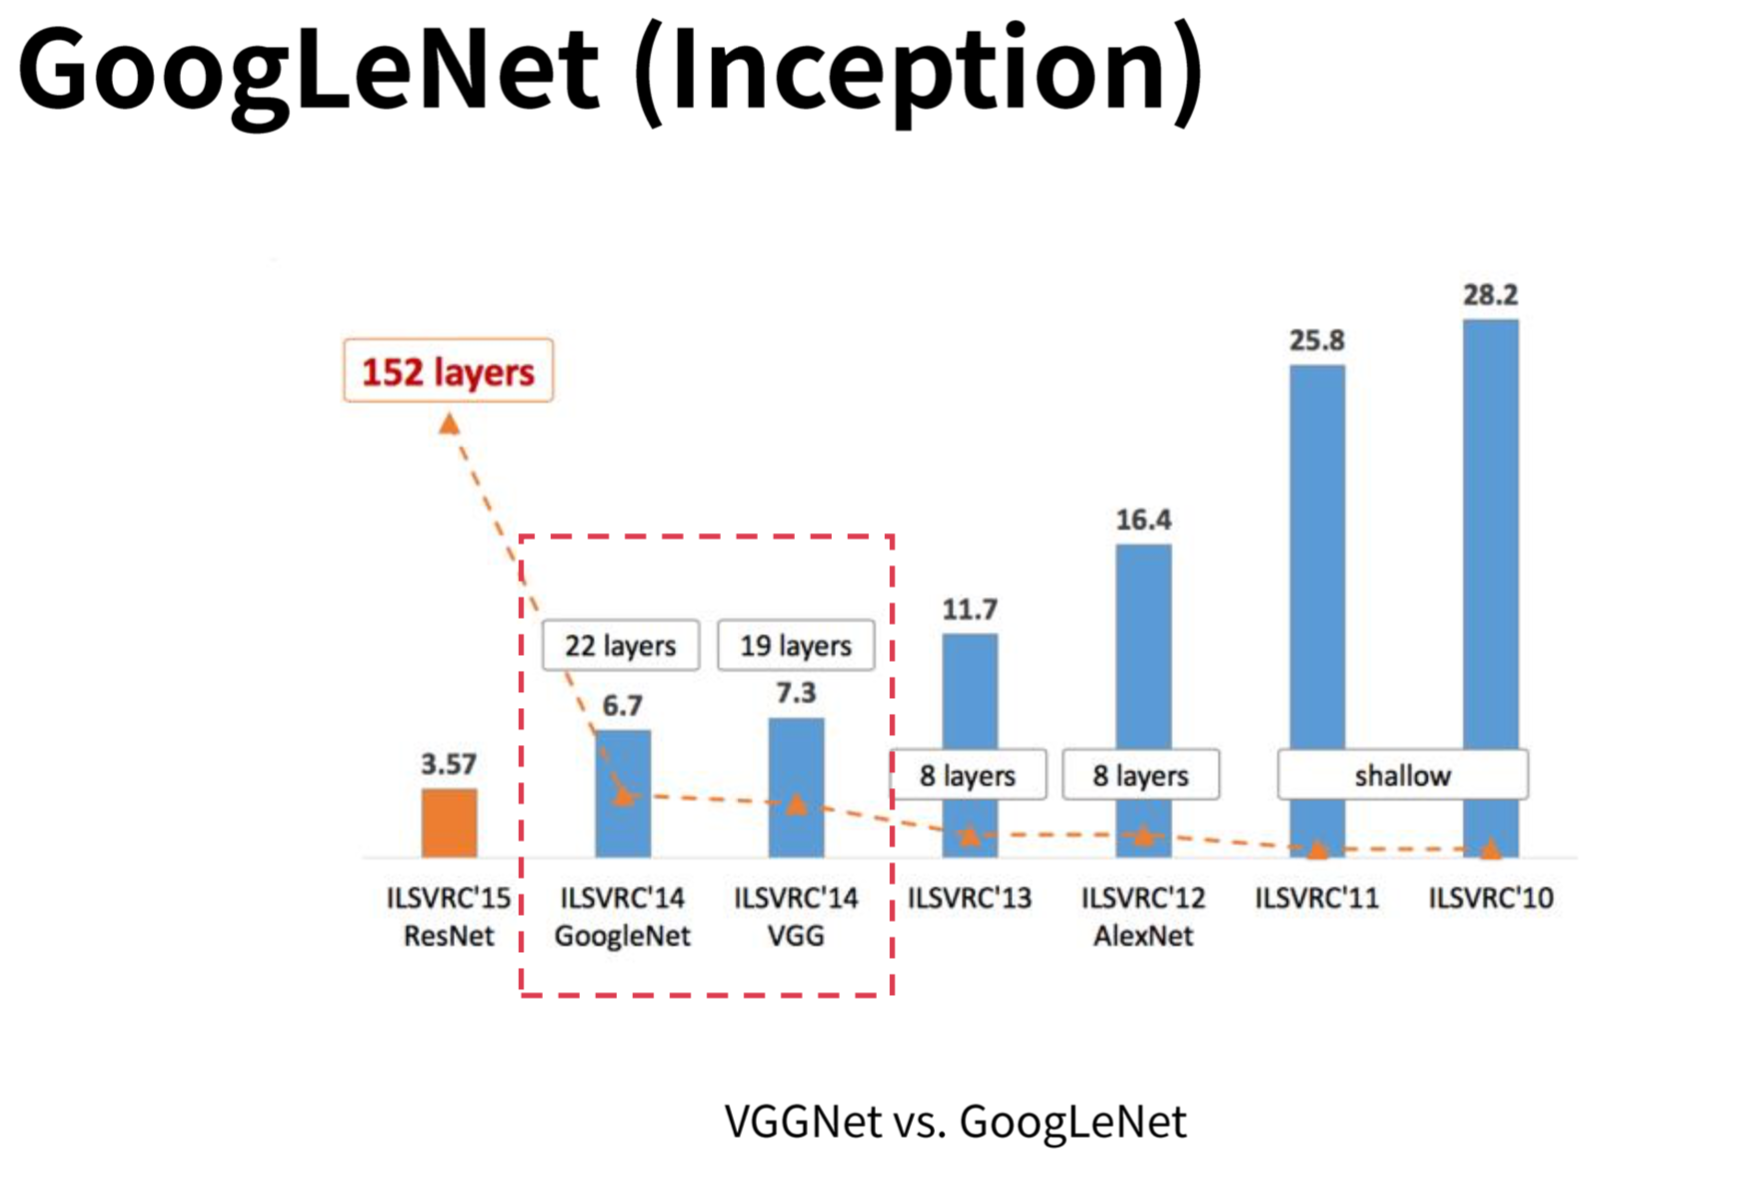 GoogLeNet (Inception)
28.2
25.8
152 layers
16.4
11.7
22 layers
19 layers
7.3
6.7
3.57
8 layers
8 layers
shallow
ILSVRC'15
ResNet
ILSVRC'14
GoogleNet
ILSVRC'14
VGG
ILSVRC'13
ILSVRC'12
AlexNet
ILSVRC'11
ILSVRC'10
VGGNet vs. GoogLeNet